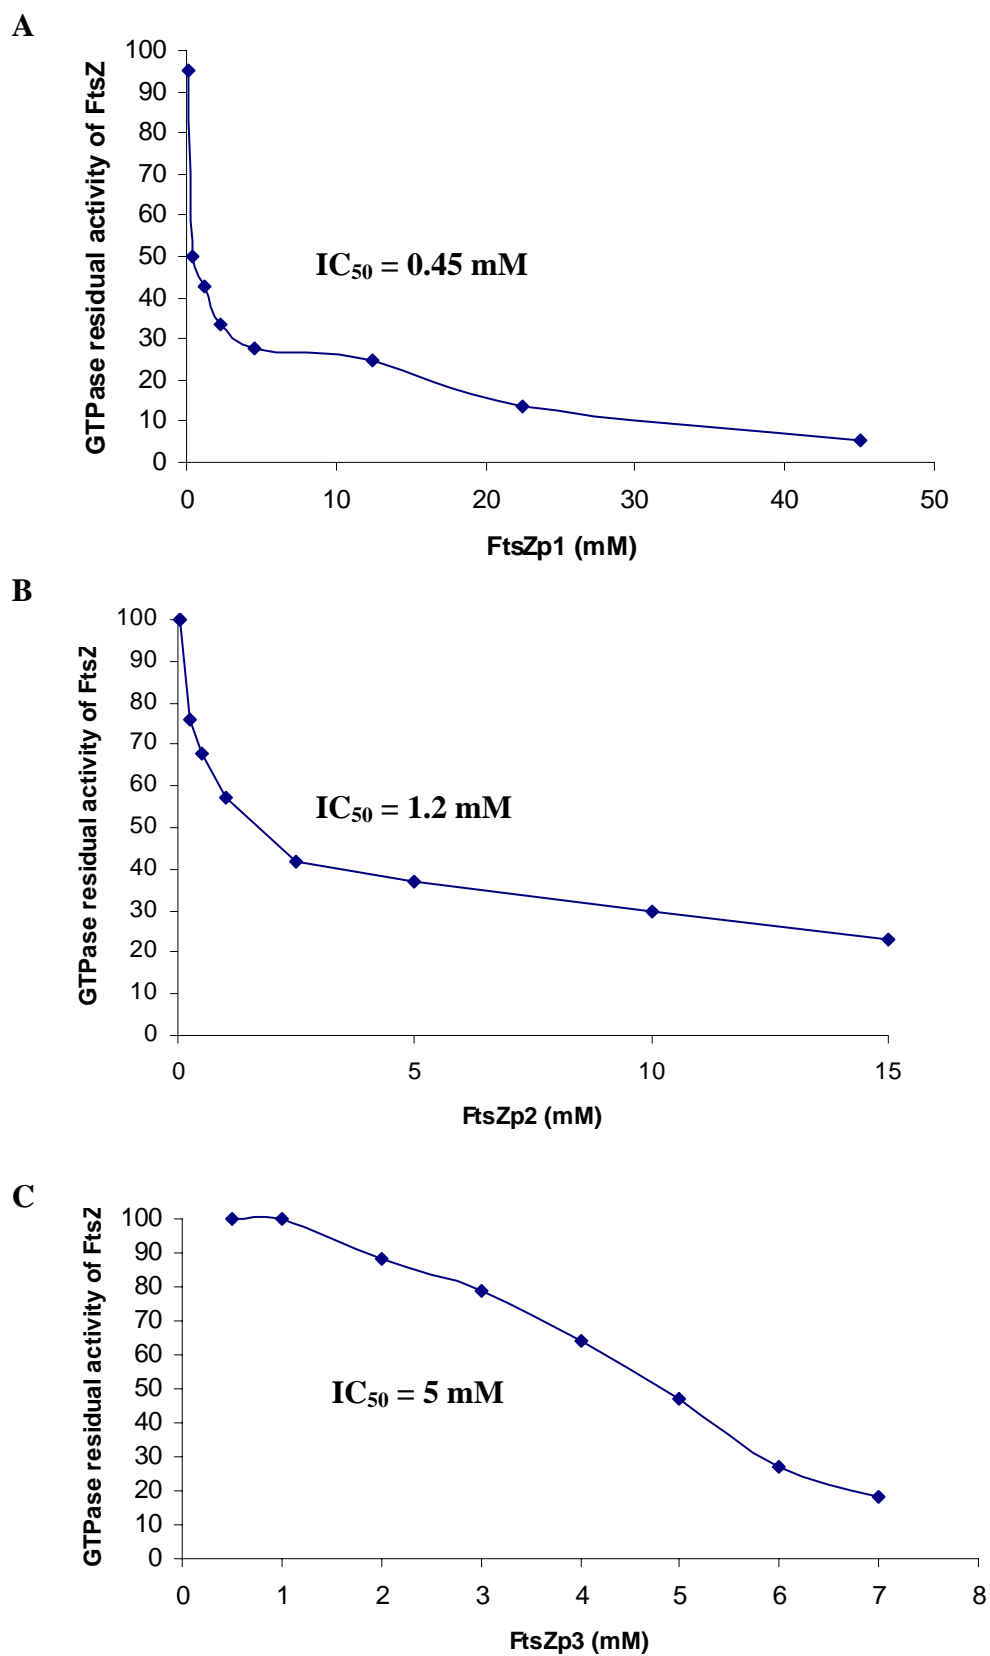 A
GTPase residual activity of FtsZ
100
90
80
70
60
50
40
30
20
10
0
IC₅₀ = 0.45 mM
0 10 20 30 40 50
FtsZp1 (mM)
B
GTPase residual activity of FtsZ
100
90
80
70
60
50
40
30
20
10
0
IC₅₀ = 1.2 mM
0 5 10 15
FtsZp2 (mM)
C
GTPase residual activity of FtsZ
100
90
80
70
60
50
40
30
20
10
0
IC₅₀ = 5 mM
0 1 2 3 4 5 6 7 8
FtsZp3 (mM)